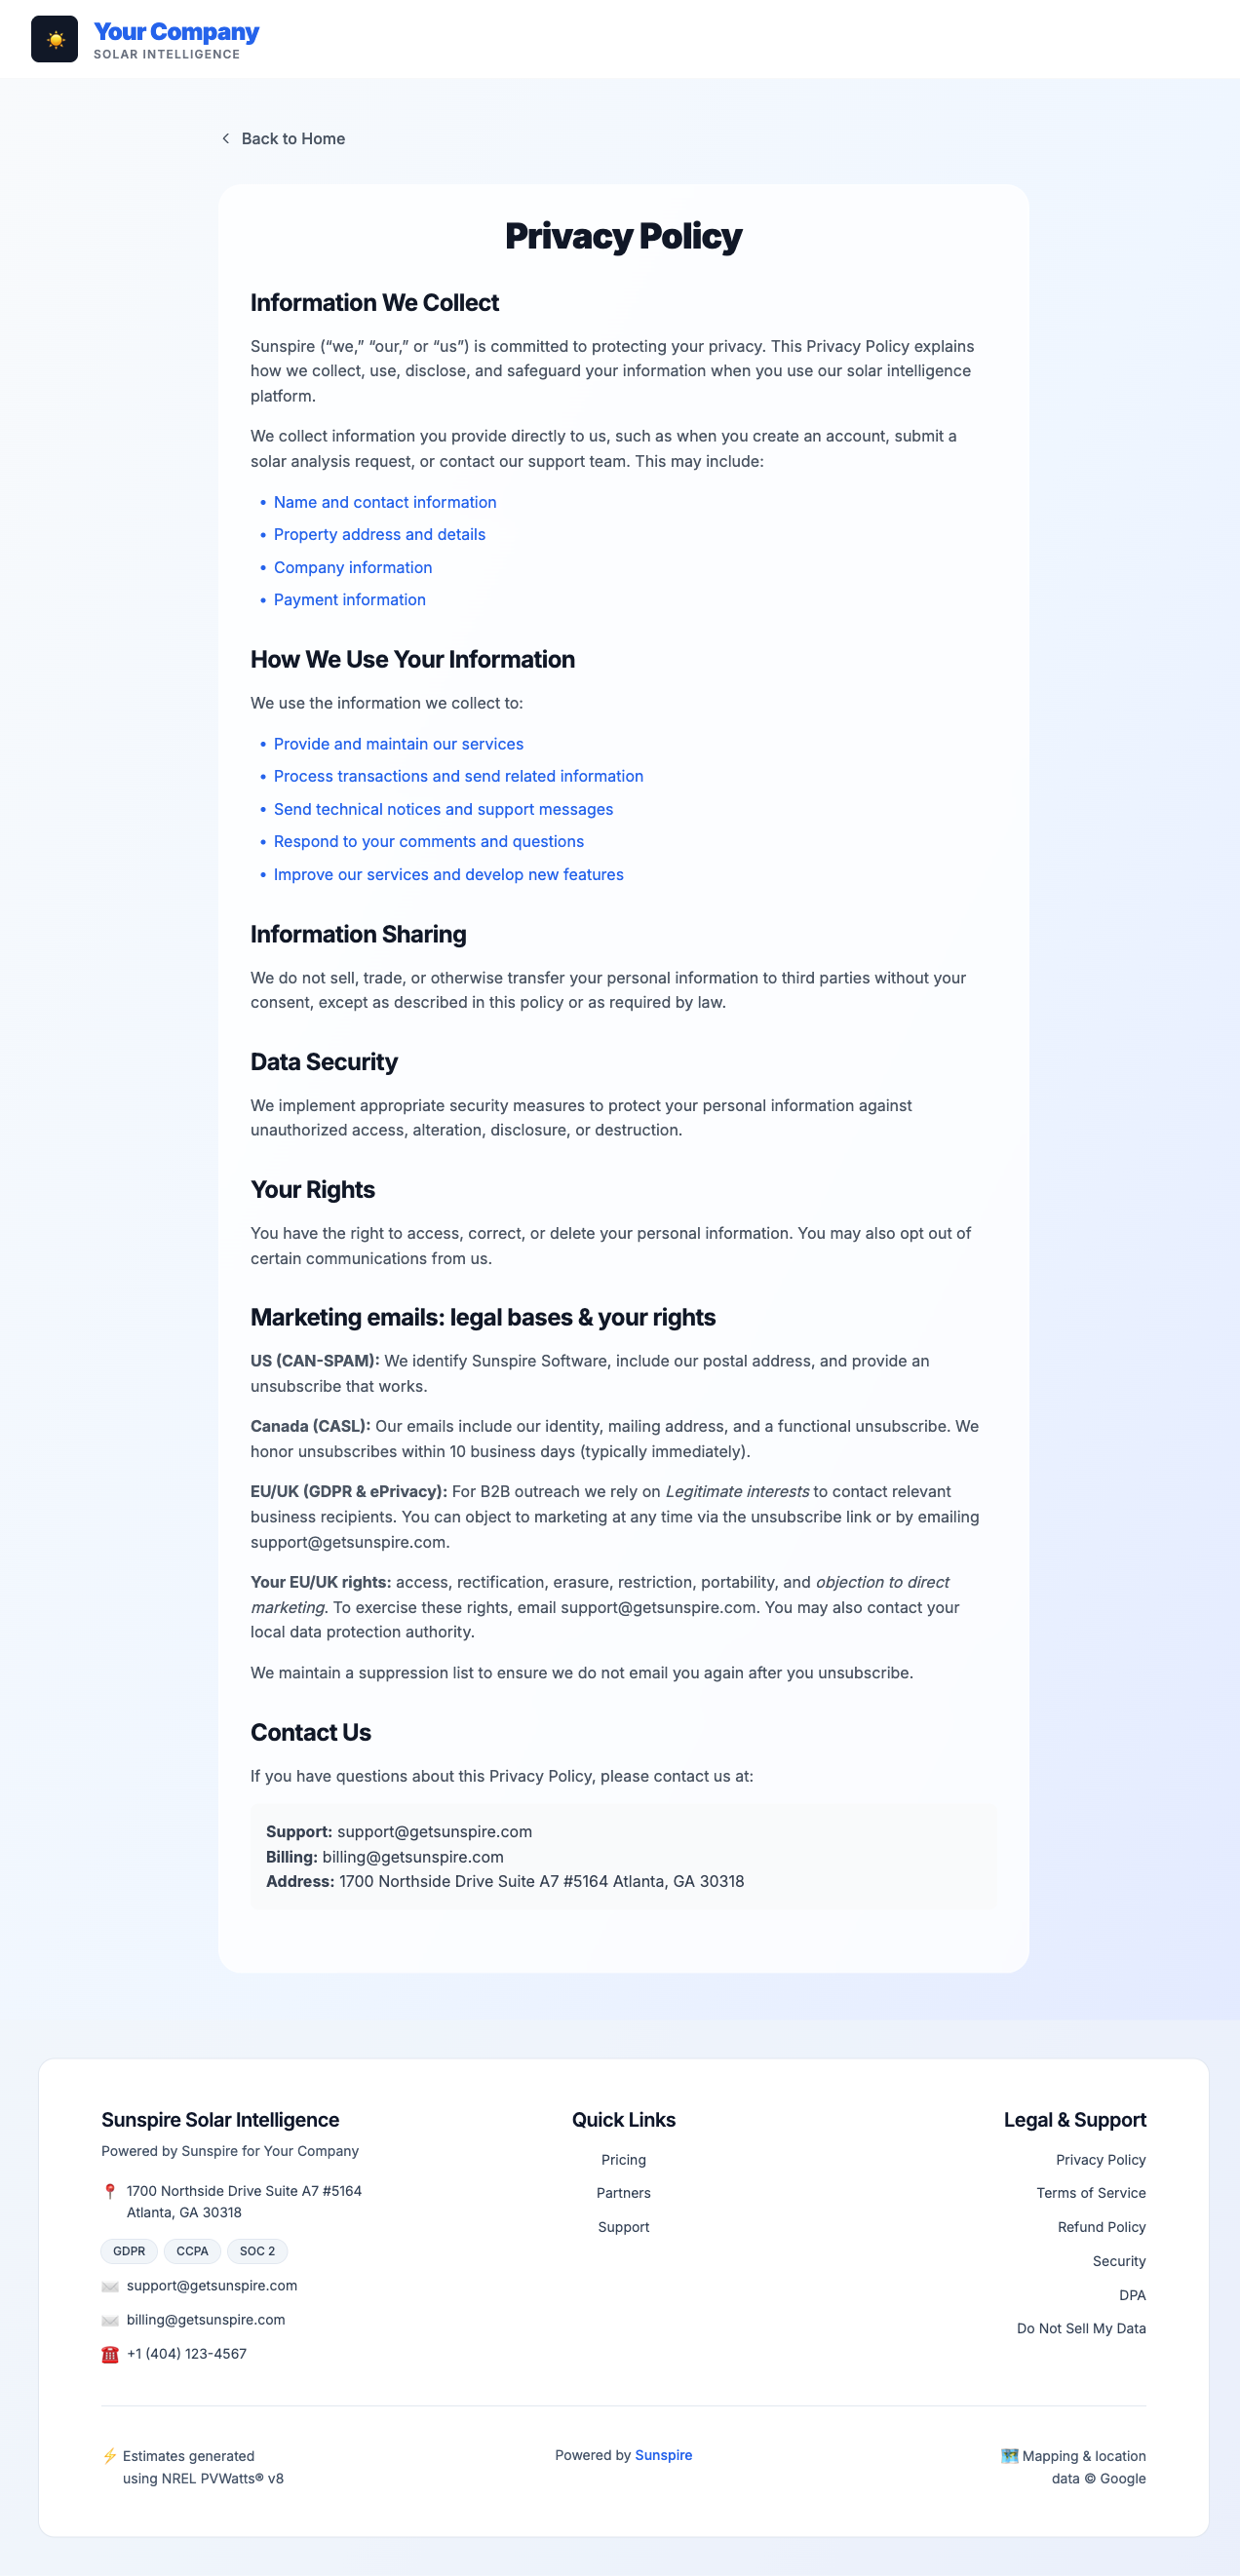 Your Company
SOLAR INTELLIGENCE
Back to Home
Privacy Policy
Information We Collect
Sunspire (“we,” “our,” or “us”) is committed to protecting your privacy. This Privacy Policy explains
how we collect, use, disclose, and safeguard your information when you use our solar intelligence
platform.
We collect information you provide directly to us, such as when you create an account, submit a
solar analysis request, or contact our support team. This may include:
• Name and contact information
• Property address and details
• Company information
• Payment information
How We Use Your Information
We use the information we collect to:
• Provide and maintain our services
• Process transactions and send related information
• Send technical notices and support messages
• Respond to your comments and questions
• Improve our services and develop new features
Information Sharing
We do not sell, trade, or otherwise transfer your personal information to third parties without your
consent, except as described in this policy or as required by law.
Data Security
We implement appropriate security measures to protect your personal information against
unauthorized access, alteration, disclosure, or destruction.
Your Rights
You have the right to access, correct, or delete your personal information. You may also opt out of
certain communications from us.
Marketing emails: legal bases & your rights
US (CAN-SPAM): We identify Sunspire Software, include our postal address, and provide an
unsubscribe that works.
Canada (CASL): Our emails include our identity, mailing address, and a functional unsubscribe. We
honor unsubscribes within 10 business days (typically immediately).
EU/UK (GDPR & ePrivacy): For B2B outreach we rely on Legitimate interests to contact relevant
business recipients. You can object to marketing at any time via the unsubscribe link or by emailing
support@getsunspire.com.
Your EU/UK rights: access, rectification, erasure, restriction, portability, and objection to direct
marketing. To exercise these rights, email support@getsunspire.com. You may also contact your
local data protection authority.
We maintain a suppression list to ensure we do not email you again after you unsubscribe.
Contact Us
If you have questions about this Privacy Policy, please contact us at:
Support: support@getsunspire.com
Billing: billing@getsunspire.com
Address: 1700 Northside Drive Suite A7 #5164 Atlanta, GA 30318
Sunspire Solar Intelligence
Powered by Sunspire for Your Company
1700 Northside Drive Suite A7 #5164
Atlanta, GA 30318
GDPR CCPA SOC 2
support@getsunspire.com
billing@getsunspire.com
+1 (404) 123-4567
Quick Links
Pricing
Partners
Support
Legal & Support
Privacy Policy
Terms of Service
Refund Policy
Security
DPA
Do Not Sell My Data
Estimates generated
using NREL PVWatts® v8
Powered by Sunspire
Mapping & location
data © Google